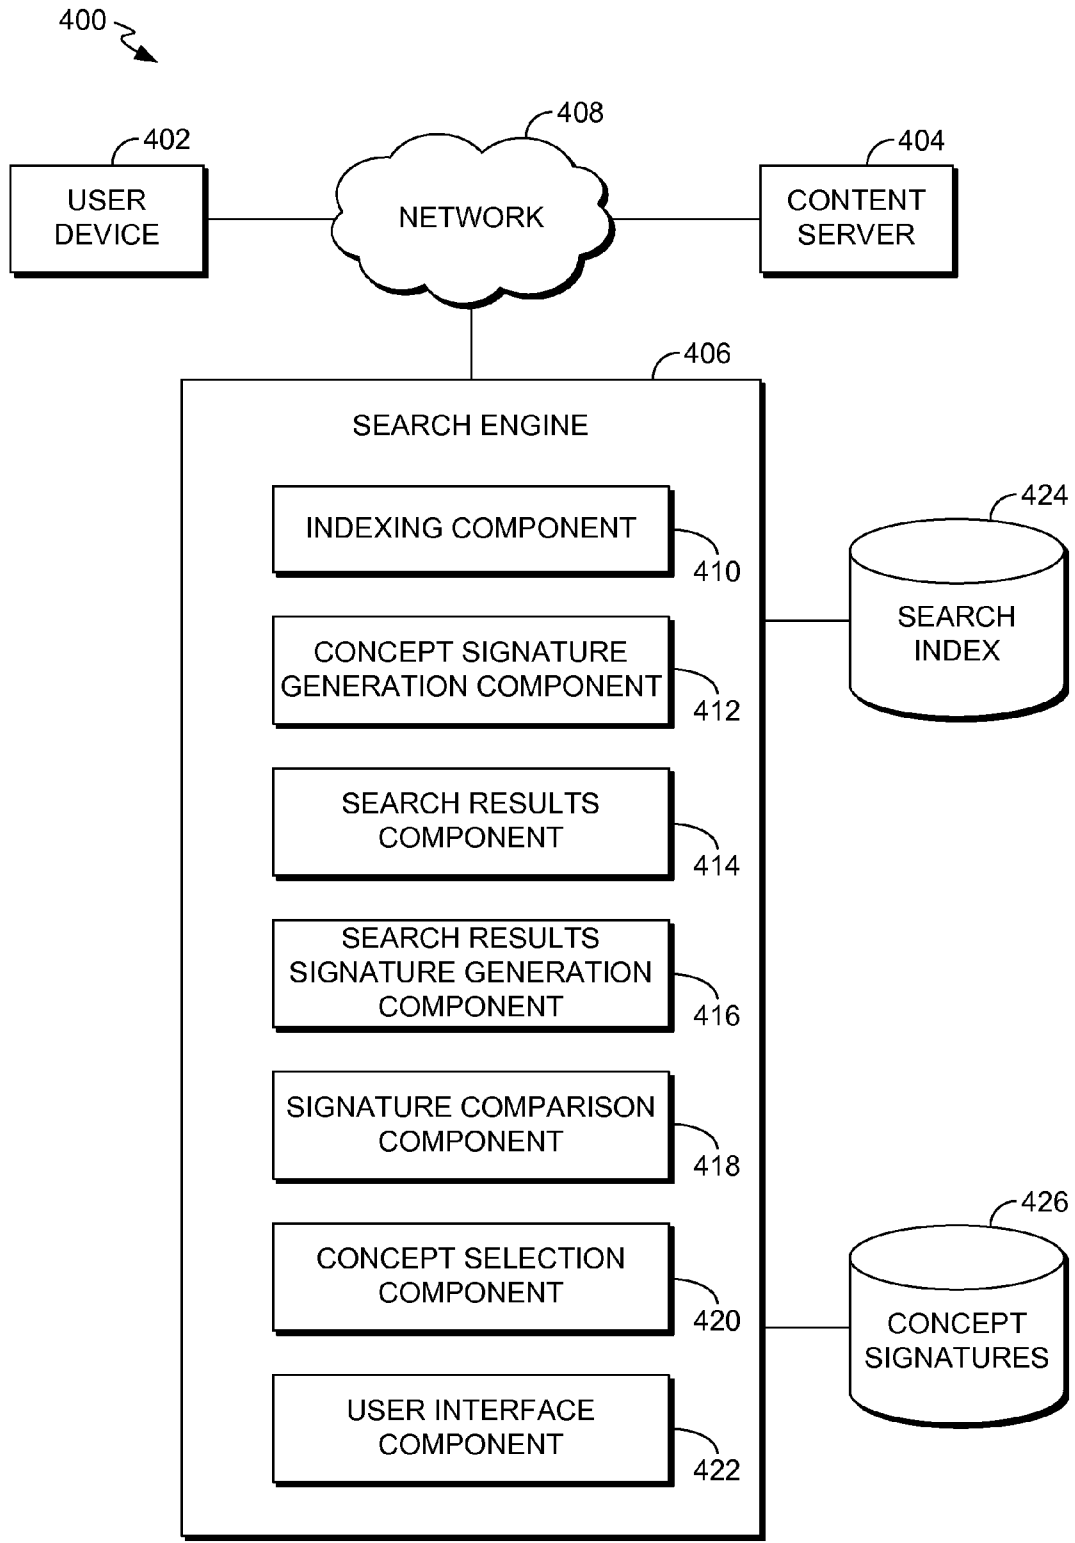 400
402
USER
DEVICE
408
NETWORK
404
CONTENT
SERVER
406
SEARCH ENGINE
INDEXING COMPONENT
410
CONCEPT SIGNATURE
GENERATION COMPONENT
412
SEARCH RESULTS
COMPONENT
414
SEARCH RESULTS
SIGNATURE GENERATION
COMPONENT
416
SIGNATURE COMPARISON
COMPONENT
418
CONCEPT SELECTION
COMPONENT
420
USER INTERFACE
COMPONENT
422
424
SEARCH
INDEX
426
CONCEPT
SIGNATURES